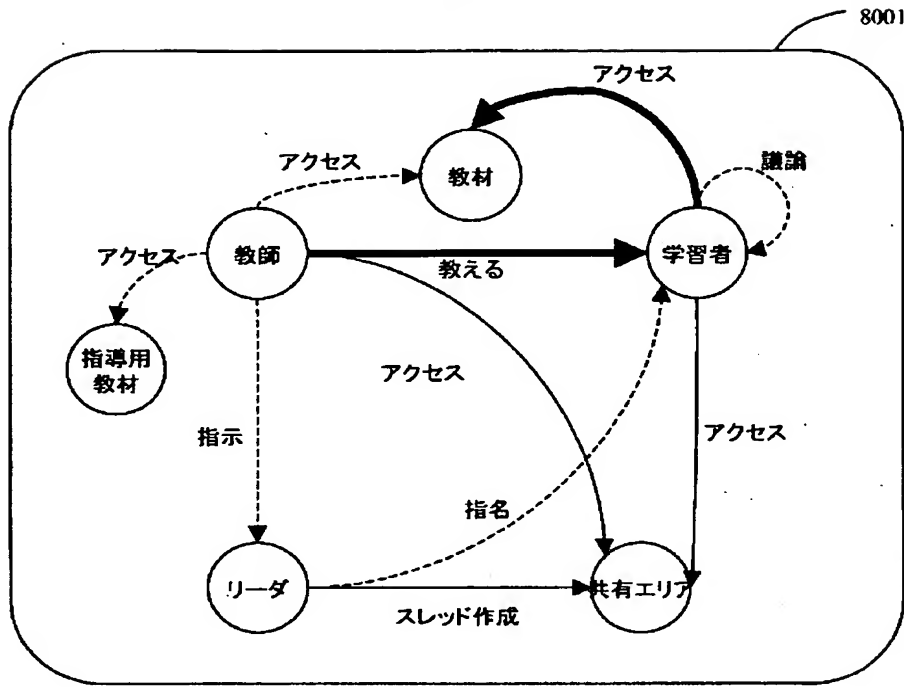 8001
アクセス
議論
アクセス
教材
アクセス
教師
学習者
教える
指導用
教材
アクセス
アクセス
指示
指名
リーダ
共有エリア
スレッド作成